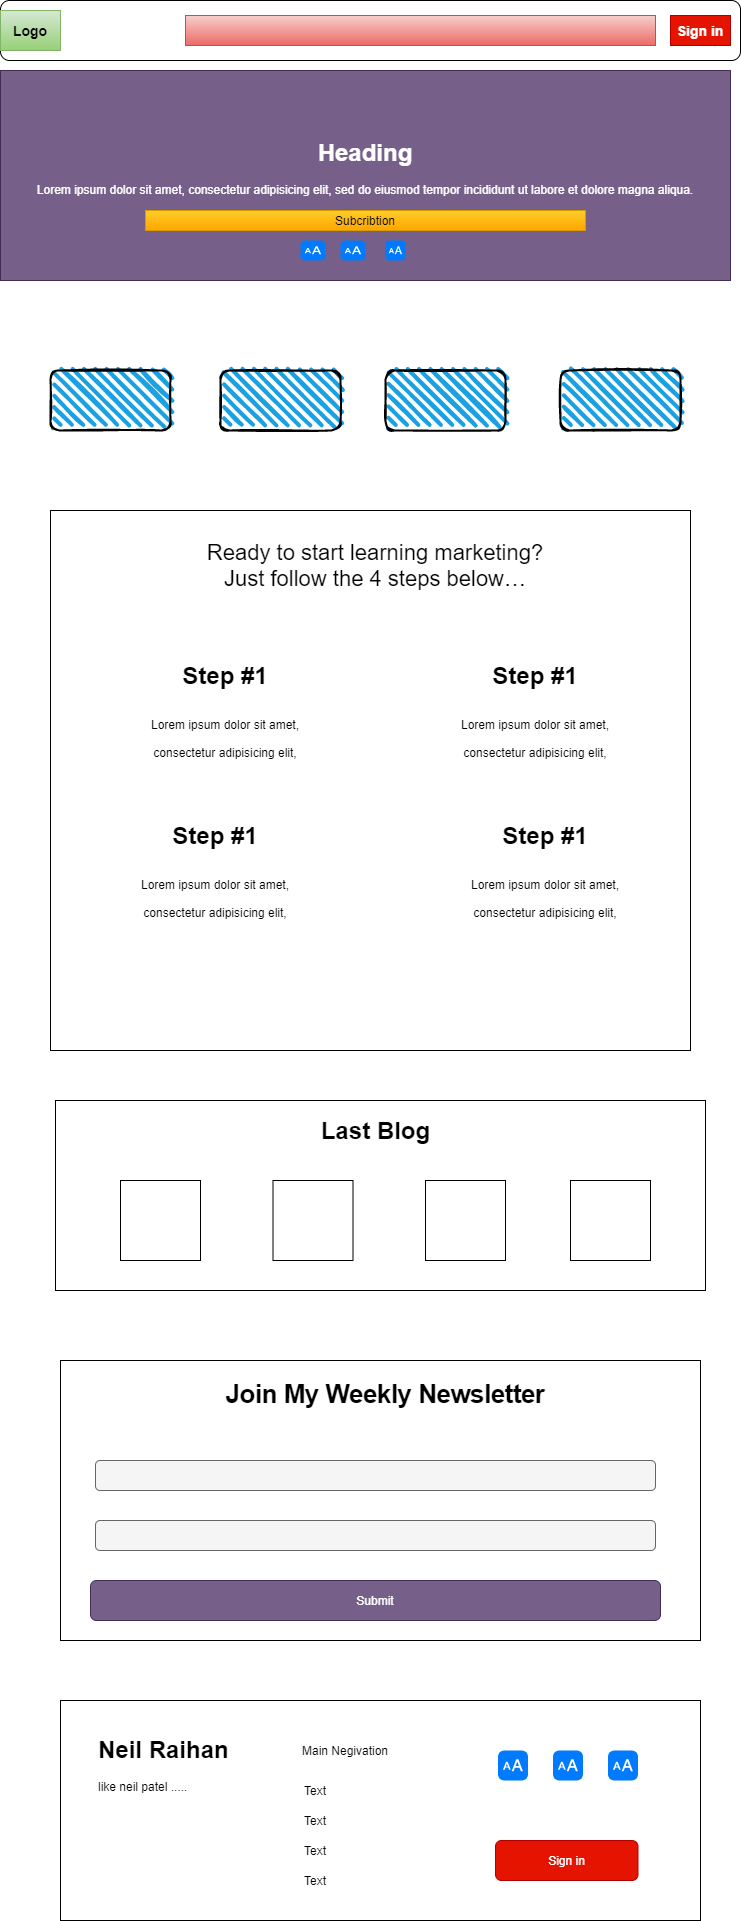 Logo
Sign in
Heading
Lorem ipsum dolor sit amet, consectetur adipisicing elit, sed do eiusmod tempor incididunt ut labore et dolore magna aliqua.
Subcribtion
AA AA AA
Ready to start learning marketing?
Just follow the 4 steps below…
Step #1
Lorem ipsum dolor sit amet,
consectetur adipisicing elit,
Step #1
Lorem ipsum dolor sit amet,
consectetur adipisicing elit,
Step #1
Lorem ipsum dolor sit amet,
consectetur adipisicing elit,
Step #1
Lorem ipsum dolor sit amet,
consectetur adipisicing elit,
Last Blog
Join My Weekly Newsletter
Submit
Neil Raihan
like neil patel .....
Main Negivation
Text
Text
Text
Text
AA AA AA
Sign in